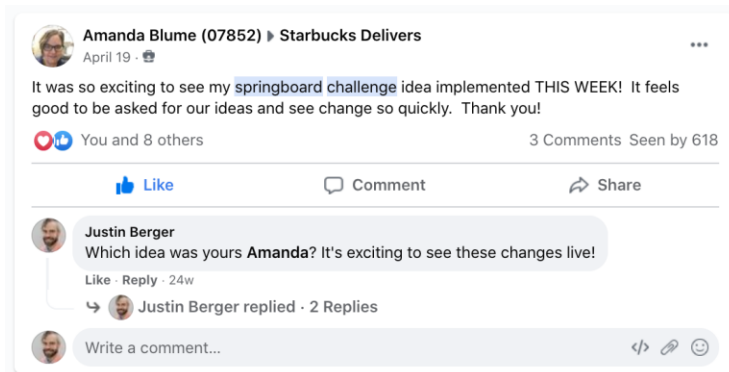 Amanda Blume (07852) ▸ Starbucks Delivers
April 19 ·
It was so exciting to see my springboard challenge idea implemented THIS WEEK! It feels
good to be asked for our ideas and see change so quickly. Thank you!
You and 8 others 3 Comments Seen by 618
Like Comment Share
Justin Berger
Which idea was yours Amanda? It's exciting to see these changes live!
Like · Reply · 24w
Justin Berger replied · 2 Replies
Write a comment... </>